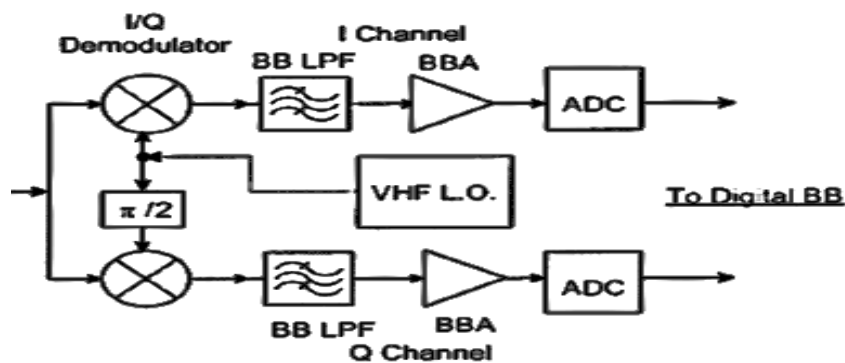 I/Q
Demodulator
I Channel
BB LPF
BBA
ADC
VHF L.O.
π /2
To Digital BB
ADC
BB LPF
BBA
Q Channel